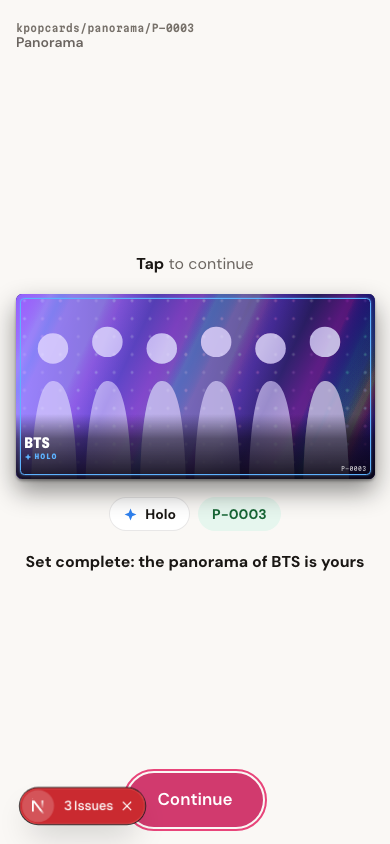 kpopcards/panorama/P-0003
Panorama
Tap to continue
BTS
HOLO
P-0003
Holo
P-0003
Set complete: the panorama of BTS is yours
Continue
N
3 Issues